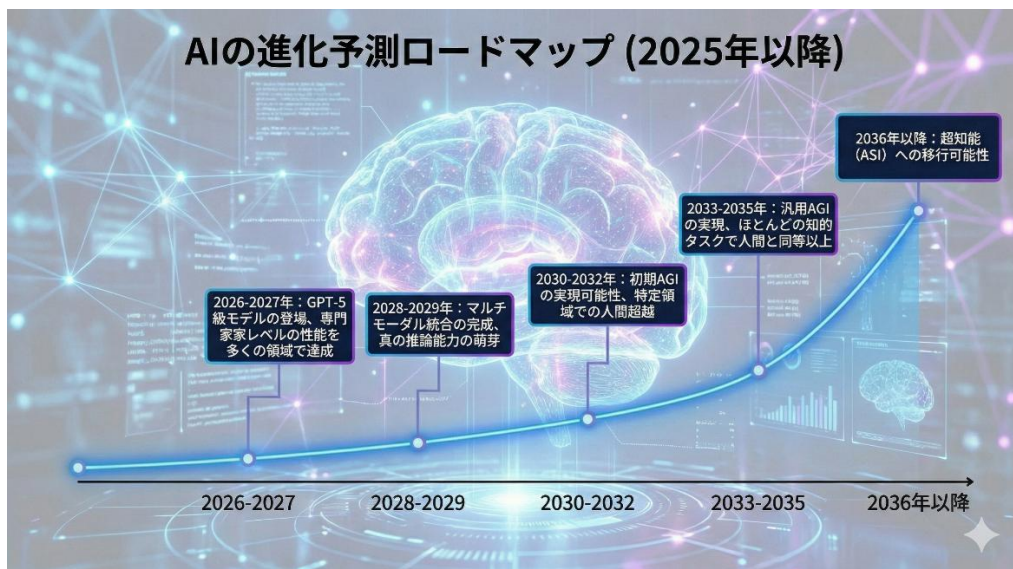 AIの進化予測ロードマップ (2025年以降)
2026-2027年：GPT-5
級モデルの登場、専門
家家レベルの性能を
多くの領域で達成
2028-2029年：マルチ
モーダル統合の完成、
真の推論能力の萌芽
2030-2032年：初期AGI
の実現可能性、特定領
域での人間超越
2033-2035年：汎用AGI
の実現、ほとんどの知的
タスクで人間と同等以上
2036年以降：超知能
（ASI）への移行可能性
2026-2027
2028-2029
2030-2032
2033-2035
2036年以降